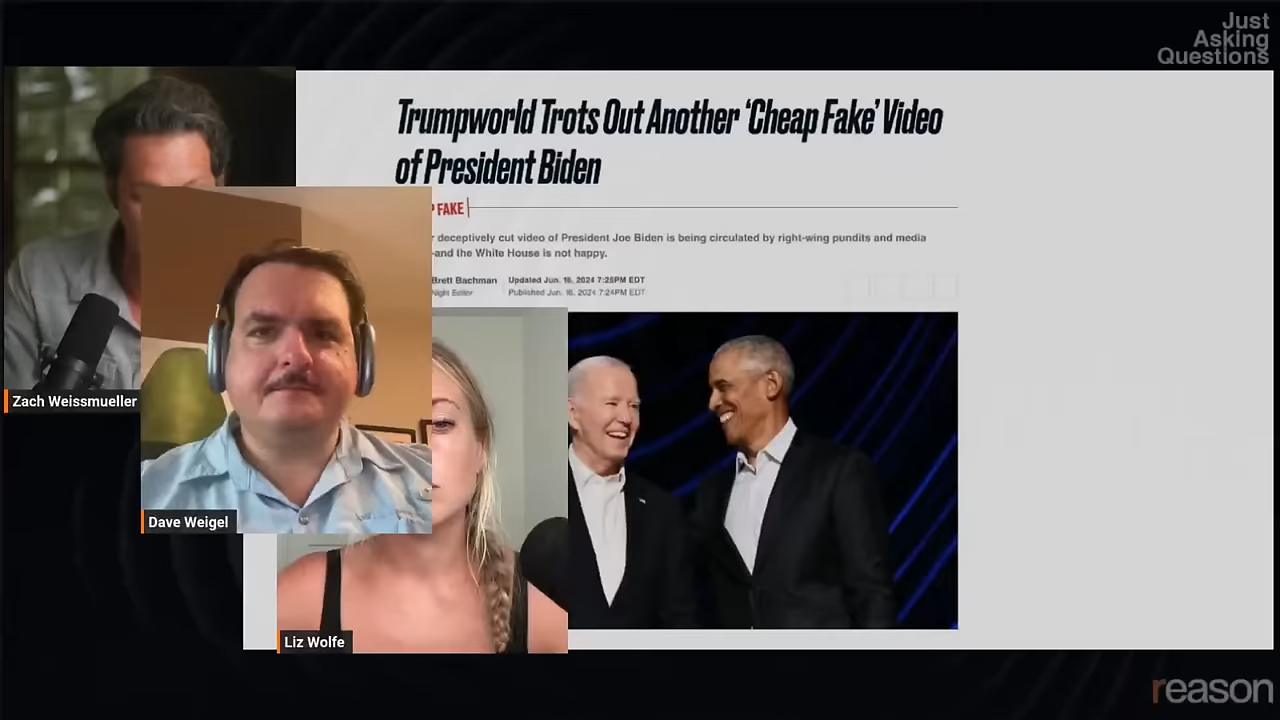 Just
Asking
Questions
Trumpworld Trots Out Another ‘Cheap Fake’ Video
of President Biden
FAKE
deceptively cut video of President Joe Biden is being circulated by right-wing pundits and media
and the White House is not happy.
Brett Bachman
Updated Jun. 16, 2024 7:25PM EDT
Night Editor
Published Jun. 16, 2024 7:24PM EDT
Zach Weissmueller
Dave Weigel
Liz Wolfe
reason